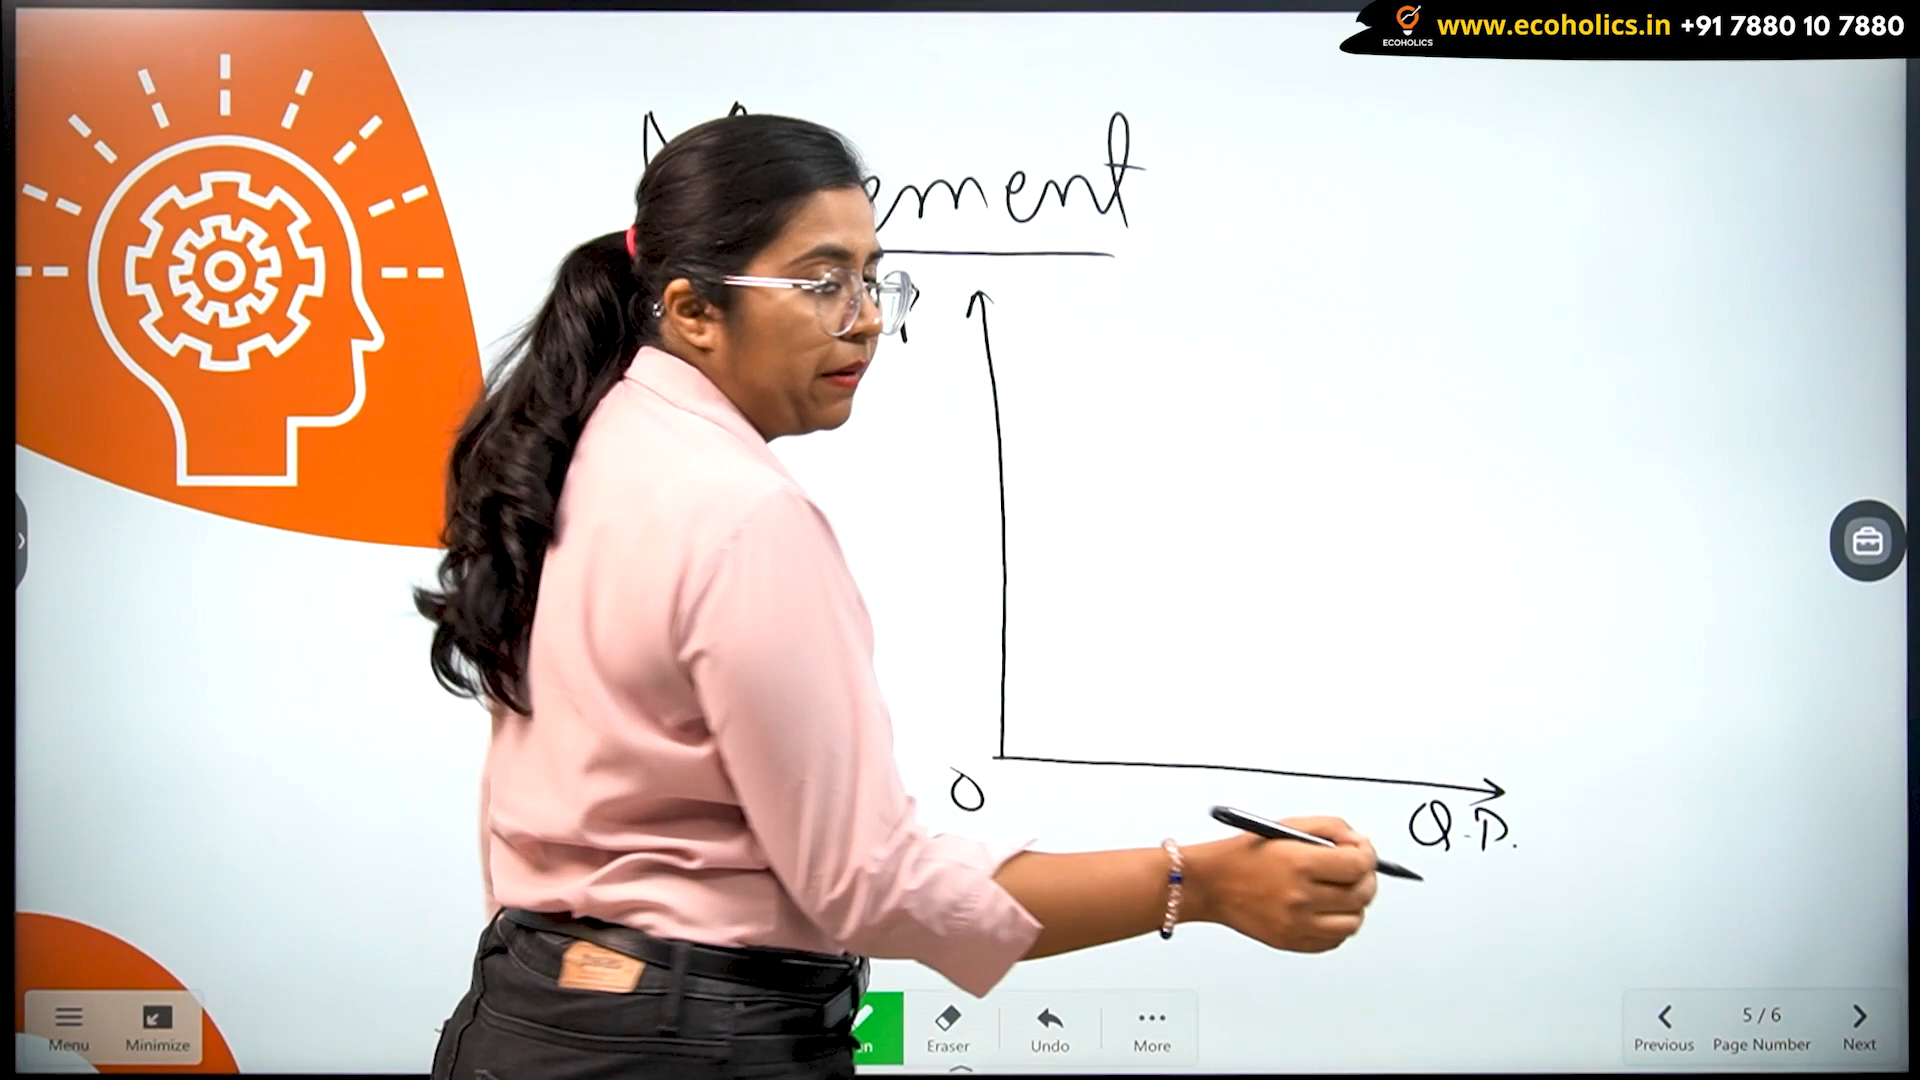 ECOHOLICS
www.ecoholics.in +91 7880 10 7880
ement
P
O
Q.D.
Menu
Minimize
Eraser
Undo
More
Previous
5 / 6
Page Number
Next